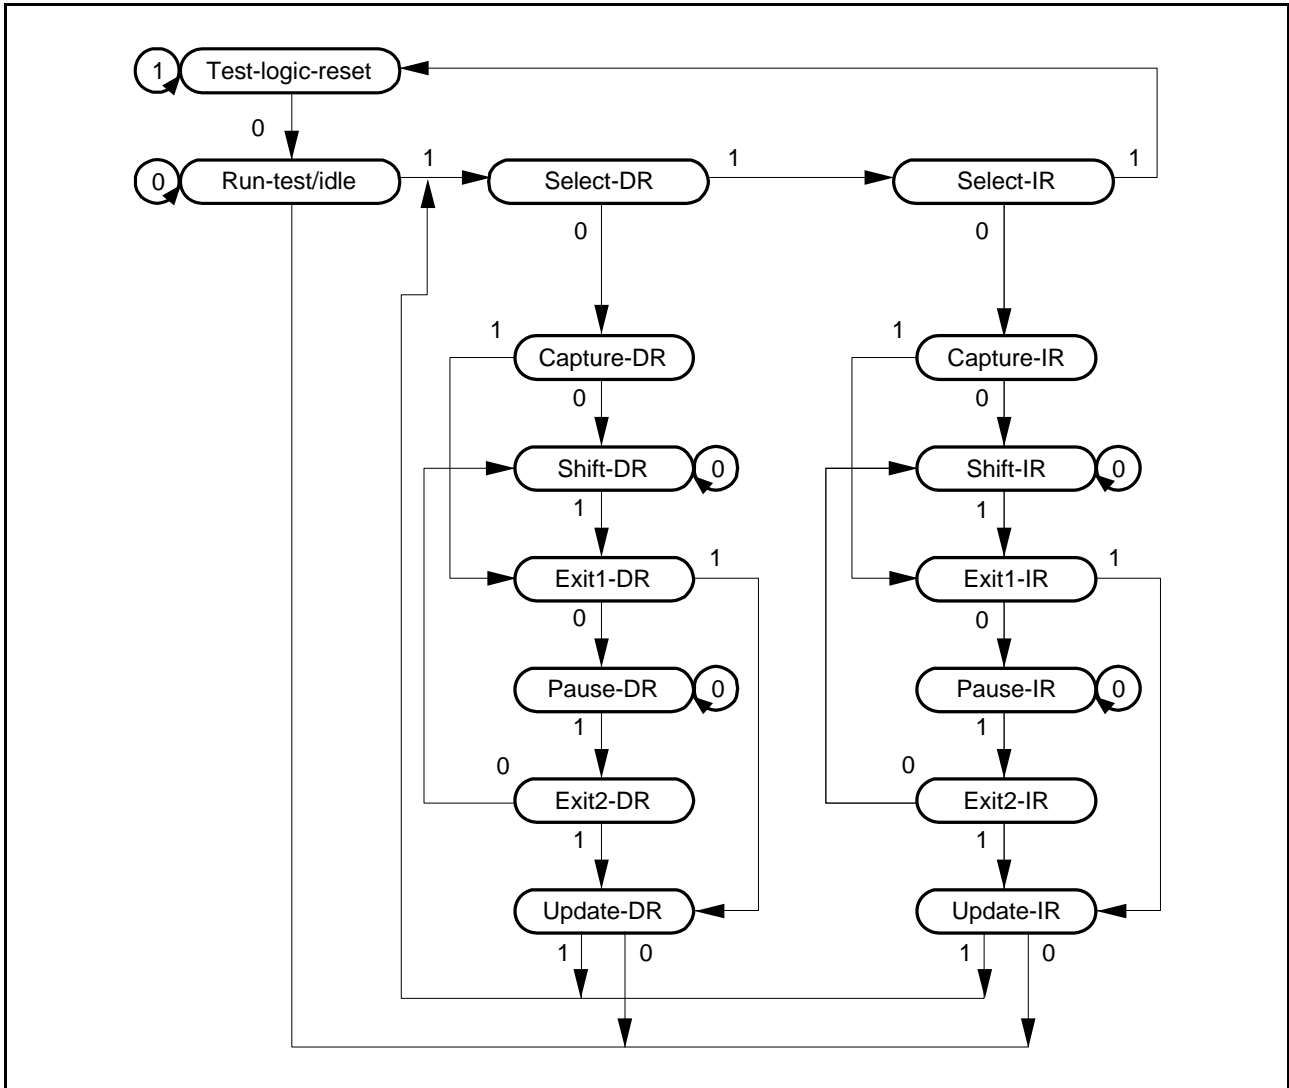 1 Test-logic-reset
0
0 Run-test/idle 1 Select-DR 1 Select-IR 1
0 0
1 1
Capture-DR Capture-IR
0 0
Shift-DR 0 Shift-IR 0
1 1
Exit1-DR 1 Exit1-IR 1
0 0
Pause-DR 0 Pause-IR 0
1 1
0 0
Exit2-DR Exit2-IR
1 1
Update-DR Update-IR
1 0 1 0